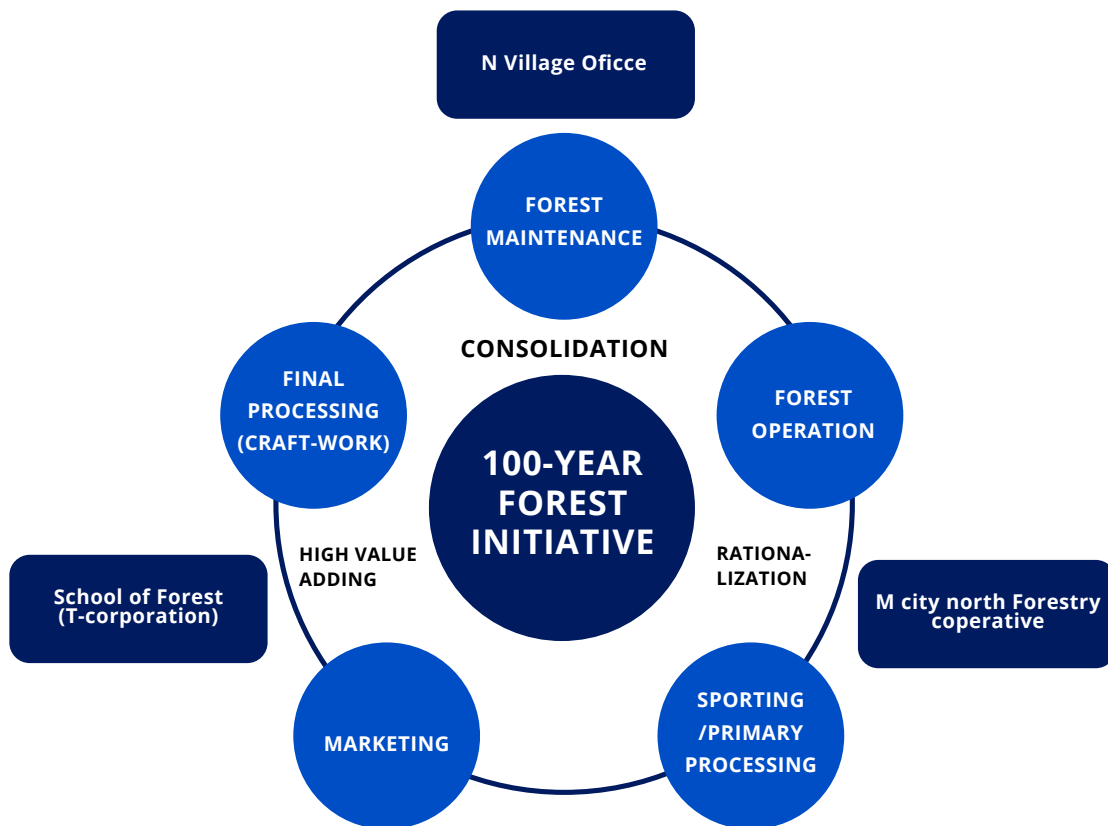 N Village Oficce
FOREST
MAINTENANCE
CONSOLIDATION
FINAL
PROCESSING
(CRAFT-WORK)
FOREST
OPERATION
100-YEAR
FOREST
INITIATIVE
HIGH VALUE
ADDING
RATIONA-
LIZATION
School of Forest
(T-corporation)
M city north Forestry
coperative
MARKETING
SPORTING
/PRIMARY
PROCESSING